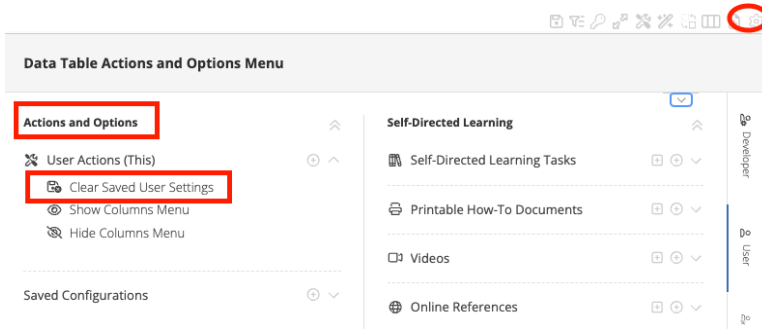 Data Table Actions and Options Menu
Actions and Options
User Actions (This)
Clear Saved User Settings
Show Columns Menu
Hide Columns Menu
Saved Configurations
Self-Directed Learning
Self-Directed Learning Tasks
Printable How-To Documents
Videos
Online References
Developer
User